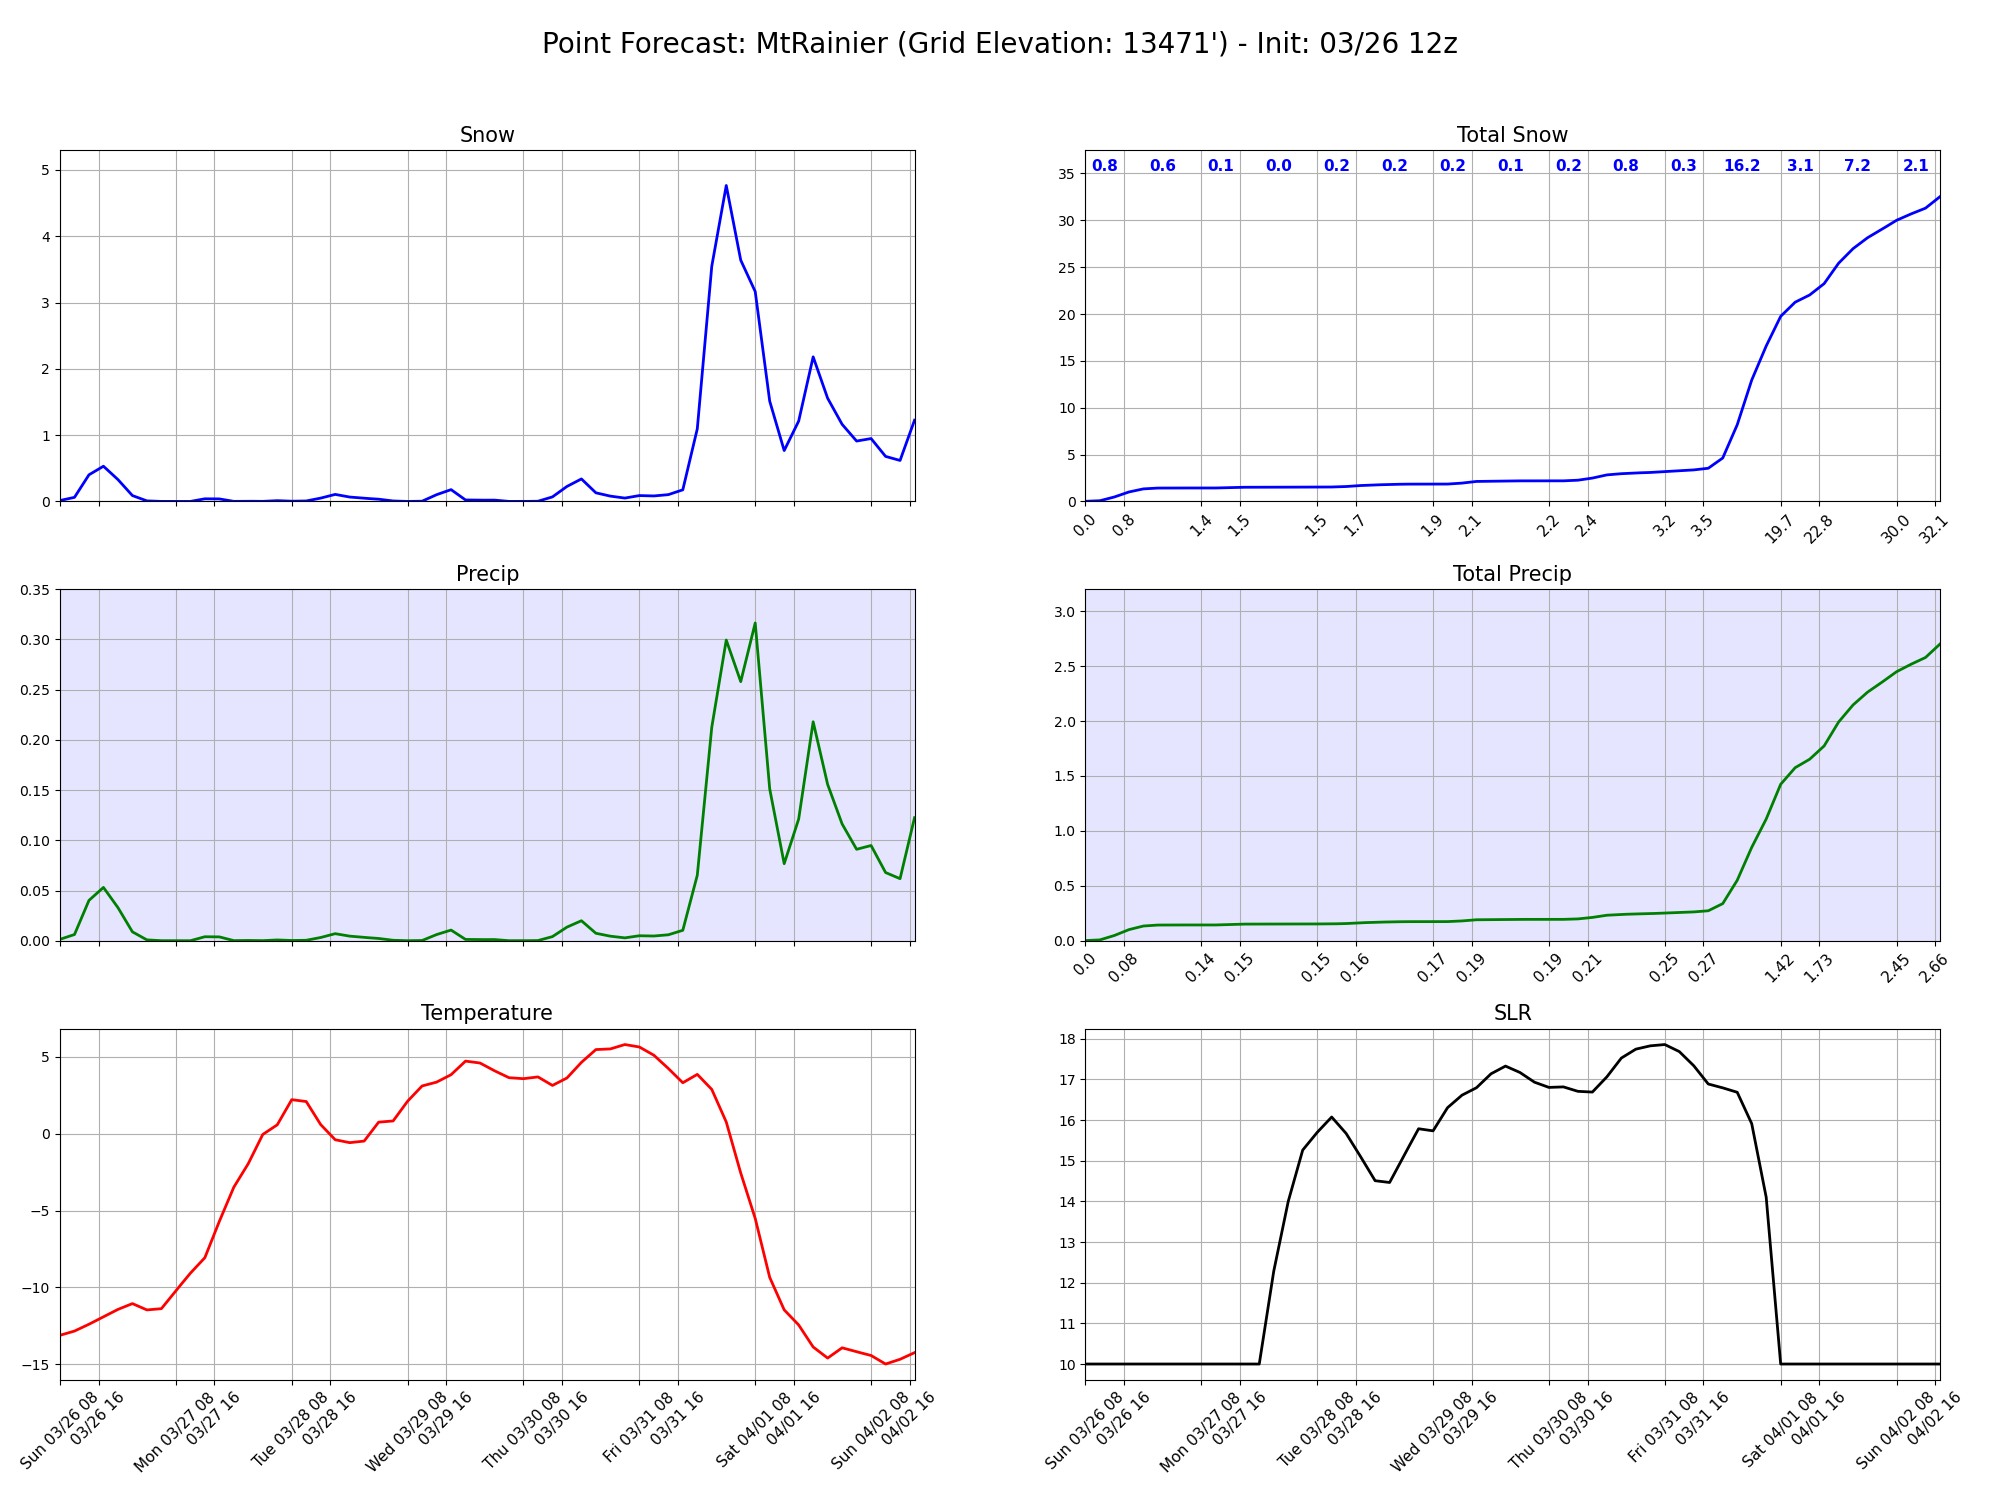 Point Forecast: MtRainier (Grid Elevation: 13471') - Init: 03/26 12z
Snow
5
4
3
2
1
0
Total Snow
0.8 0.6 0.1 0.0 0.2 0.2 0.2 0.1 0.2 0.8 0.3 16.2 3.1 7.2 2.1
35
30
25
20
15
10
5
0
0.0 0.8 1.4 1.5 1.5 1.7 1.9 2.1 2.2 2.4 3.2 3.5 19.7 22.8 30.0 32.1
Precip
0.35
0.30
0.25
0.20
0.15
0.10
0.05
0.00
Total Precip
3.0
2.5
2.0
1.5
1.0
0.5
0.0
0.0 0.08 0.14 0.15 0.15 0.16 0.17 0.19 0.19 0.21 0.25 0.27 1.42 1.73 2.45 2.66
Temperature
5
0
−5
−10
−15
Sun 03/26 08
03/26 16
Mon 03/27 08
03/27 16
Tue 03/28 08
03/28 16
Wed 03/29 08
03/29 16
Thu 03/30 08
03/30 16
Fri 03/31 08
03/31 16
Sat 04/01 08
04/01 16
Sun 04/02 08
04/02 16
SLR
18
17
16
15
14
13
12
11
10
Sun 03/26 08
03/26 16
Mon 03/27 08
03/27 16
Tue 03/28 08
03/28 16
Wed 03/29 08
03/29 16
Thu 03/30 08
03/30 16
Fri 03/31 08
03/31 16
Sat 04/01 08
04/01 16
Sun 04/02 08
04/02 16